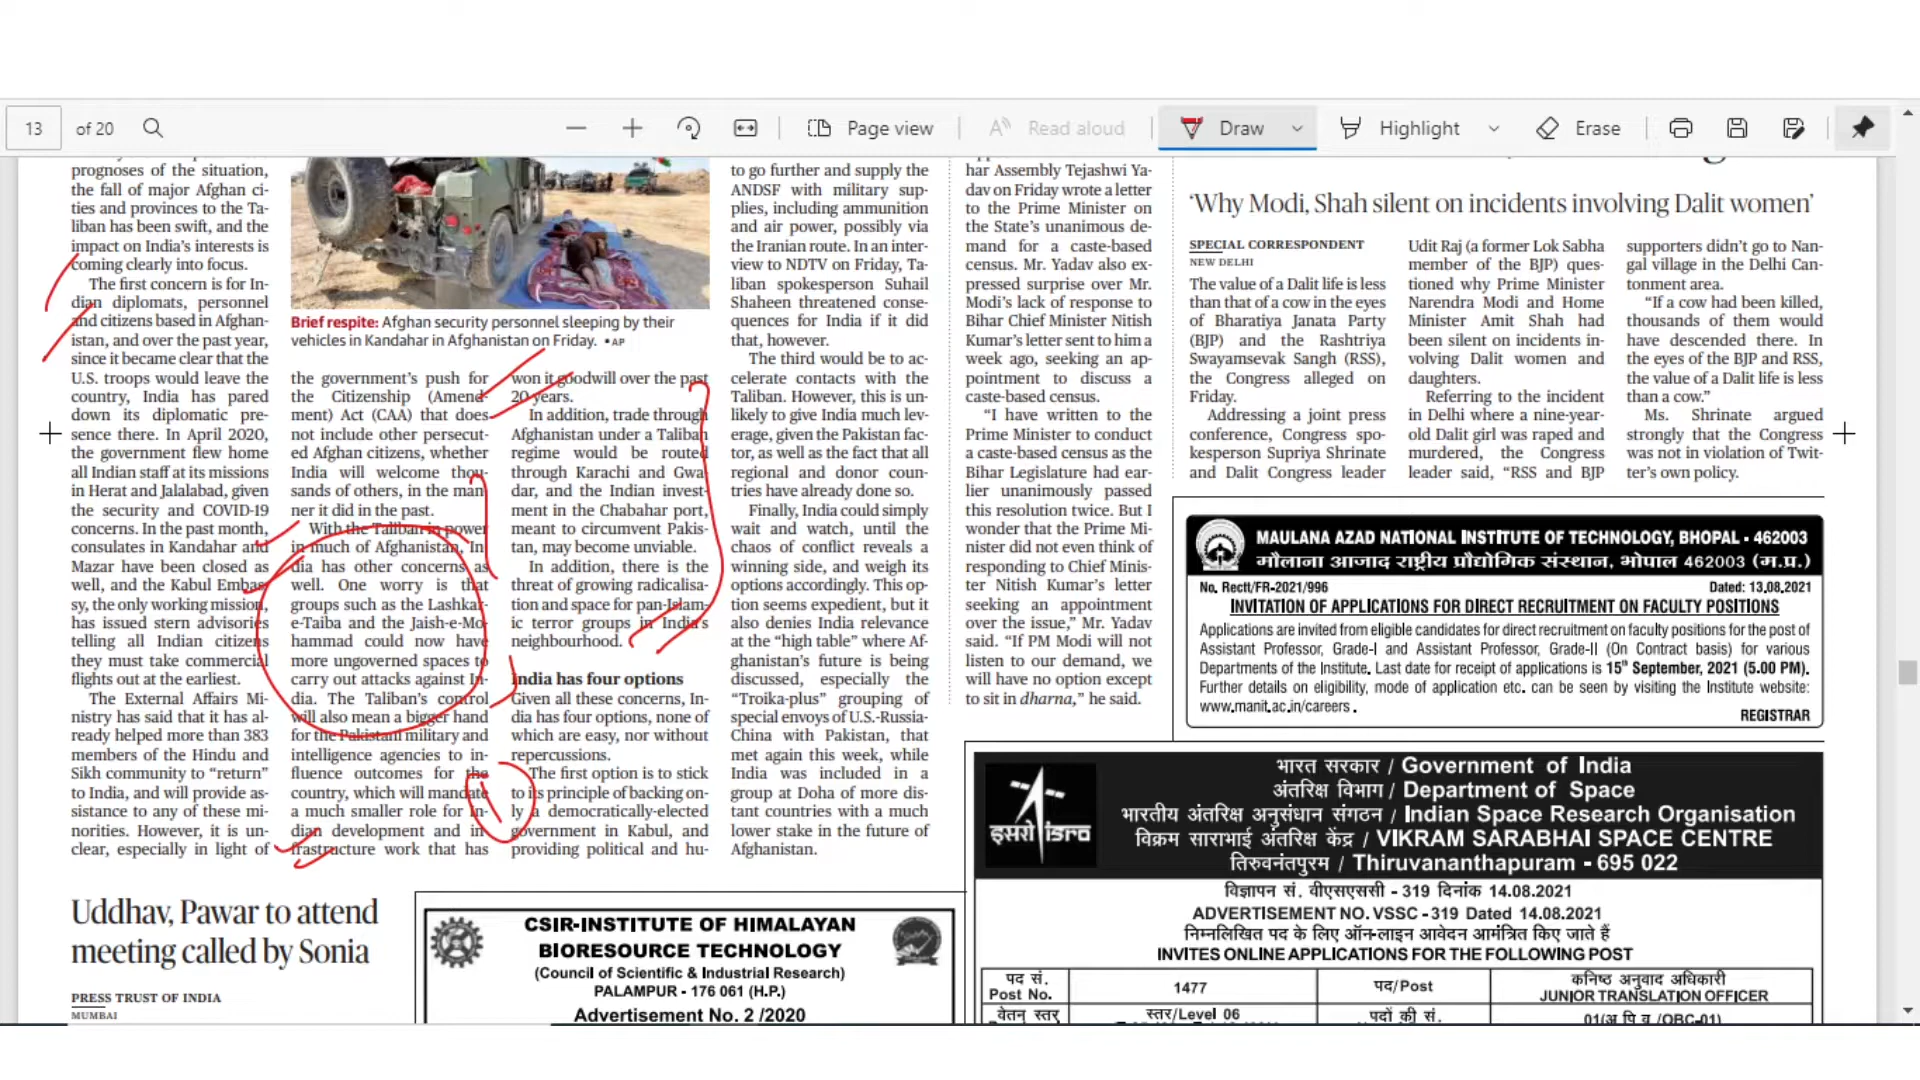 13
of 20
Page view
Read aloud
Draw
Highlight
Erase
prognoses of the situation,
the fall of major Afghan ci-
ties and provinces to the Ta-
liban has been swift, and the
impact on India's interests is
coming clearly into focus.
The first concern is for In-
dian diplomats, personnel
and citizens based in Afghan-
istan, and over the past year,
since it became clear that the
U.S. troops would leave the
country, India has pared
down its diplomatic pre-
sence there. In April 2020,
the government flew home
all Indian staff at its missions
in Herat and Jalalabad, given
the security and COVID-19
concerns. In the past month,
consulates in Kandahar and
Mazar have been closed as
well, and the Kabul Embas-
sy, the only working mission,
has issued stern advisories
telling all Indian citizens
they must take commercial
flights out at the earliest.
The External Affairs Mi-
nistry has said that it has al-
ready helped more than 383
members of the Hindu and
Sikh community to “return”
to India, and will provide as-
sistance to any of these mi-
norities. However, it is un-
clear, especially in light of
Brief respite: Afghan security personnel sleeping by their
vehicles in Kandahar in Afghanistan on Friday. • AP
the government's push for
the Citizenship (Amend-
ment) Act (CAA) that does
not include other persecut-
ed Afghan citizens, whether
India will welcome thou-
sands of others, in the man-
ner it did in the past.
With the Taliban in power
in much of Afghanistan, In-
dia has other concerns as
well. One worry is that
groups such as the Lashkar-
e-Taiba and the Jaish-e-Mo-
hammad could now have
more ungoverned spaces to
carry out attacks against In-
dia. The Taliban's control
will also mean a bigger hand
for the Pakistani military and
intelligence agencies to in-
fluence outcomes for the
country, which will mandate
a much smaller role for In-
dian development and in-
frastructure work that has
won it goodwill over the past
20 years.
In addition, trade through
Afghanistan under a Taliban
regime would be routed
through Karachi and Gwa-
dar, and the Indian invest-
ment in the Chabahar port,
meant to circumvent Pakis-
tan, may become unviable.
In addition, there is the
threat of growing radicalisa-
tion and space for pan-Islam-
ic terror groups in India's
neighbourhood.
India has four options
Given all these concerns, In-
dia has four options, none of
which are easy, nor without
repercussions.
The first option is to stick
to its principle of backing on-
ly a democratically-elected
government in Kabul, and
providing political and hu-
to go further and supply the
ANDSF with military sup-
plies, including ammunition
and air power, possibly via
the Iranian route. In an inter-
view to NDTV on Friday, Ta-
liban spokesperson Suhail
Shaheen threatened conse-
quences for India if it did
that, however.
The third would be to ac-
celerate contacts with the
Taliban. However, this is un-
likely to give India much lev-
erage, given the Pakistan fac-
tor, as well as the fact that all
regional and donor coun-
tries have already done so.
Finally, India could simply
wait and watch, until the
chaos of conflict reveals a
winning side, and weigh its
options accordingly. This op-
tion seems expedient, but it
also denies India relevance
at the “high table” where Af-
ghanistan's future is being
discussed, especially the
“Troika-plus” grouping of
special envoys of U.S.-Russia-
China with Pakistan, that
met again this week, while
India was included in a
group at Doha of more dis-
tant countries with a much
lower stake in the future of
Afghanistan.
har Assembly Tejashwi Ya-
dav on Friday wrote a letter
to the Prime Minister on
the State's unanimous de-
mand for a caste-based
census. Mr. Yadav also ex-
pressed surprise over Mr.
Modi's lack of response to
Bihar Chief Minister Nitish
Kumar's letter sent to him a
week ago, seeking an ap-
pointment to discuss a
caste-based census.
“I have written to the
Prime Minister to conduct
a caste-based census as the
Bihar Legislature had ear-
lier unanimously passed
this resolution twice. But I
wonder that the Prime Mi-
nister did not even think of
responding to Chief Minis-
ter Nitish Kumar's letter
seeking an appointment
over the issue,” Mr. Yadav
said. “If PM Modi will not
listen to our demand, we
will have no option except
to sit in dharna,” he said.
‘Why Modi, Shah silent on incidents involving Dalit women’
SPECIAL CORRESPONDENT
NEW DELHI
The value of a Dalit life is less
than that of a cow in the eyes
of Bharatiya Janata Party
(BJP) and the Rashtriya
Swayamsevak Sangh (RSS),
the Congress alleged on
Friday.
Addressing a joint press
conference, Congress spo-
kesperson Supriya Shrinate
and Dalit Congress leader
Udit Raj (a former Lok Sabha
member of the BJP) ques-
tioned why Prime Minister
Narendra Modi and Home
Minister Amit Shah had
been silent on incidents in-
volving Dalit women and
daughters.
Referring to the incident
in Delhi where a nine-year-
old Dalit girl was raped and
murdered, the Congress
leader said, “RSS and BJP
supporters didn't go to Nan-
gal village in the Delhi Can-
tonment area.
“If a cow had been killed,
thousands of them would
have descended there. In
the eyes of the BJP and RSS,
the value of a Dalit life is less
than a cow.”
Ms. Shrinate argued
strongly that the Congress
was not in violation of Twit-
ter's own policy.
MAULANA AZAD NATIONAL INSTITUTE OF TECHNOLOGY, BHOPAL - 462003
मौलाना आजाद राष्ट्रीय प्रौद्योगिक संस्थान, भोपाल 462003 (म.प्र.)
No. Rectt/FR-2021/996
Dated: 13.08.2021
INVITATION OF APPLICATIONS FOR DIRECT RECRUITMENT ON FACULTY POSITIONS
Applications are invited from eligible candidates for direct recruitment on faculty positions for the post of
Assistant Professor, Grade-I and Assistant Professor, Grade-II (On Contract basis) for various
Departments of the Institute. Last date for receipt of applications is 15th September, 2021 (5.00 PM).
Further details on eligibility, mode of application etc. can be seen by visiting the Institute website:
www.manit.ac.in/careers .
REGISTRAR
इसरो isro
भारत सरकार / Government of India
अंतरिक्ष विभाग / Department of Space
भारतीय अंतरिक्ष अनुसंधान संगठन / Indian Space Research Organisation
विक्रम साराभाई अंतरिक्ष केंद्र / VIKRAM SARABHAI SPACE CENTRE
तिरुवनंतपुरम / Thiruvananthapuram - 695 022
विज्ञापन सं. वीएसएससी - 319 दिनांक 14.08.2021
ADVERTISEMENT NO. VSSC - 319 Dated 14.08.2021
निम्नलिखित पद के लिए ऑन-लाइन आवेदन आमंत्रित किए जाते हैं
INVITES ONLINE APPLICATIONS FOR THE FOLLOWING POST
पद सं.
Post No.
1477
पद/Post
कनिष्ठ अनुवाद अधिकारी
JUNIOR TRANSLATION OFFICER
वेतन स्तर
स्तर/Level 06
पदों की सं.
Uddhav, Pawar to attend
meeting called by Sonia
PRESS TRUST OF INDIA
MUMBAI
CSIR-INSTITUTE OF HIMALAYAN
BIORESOURCE TECHNOLOGY
(Council of Scientific & Industrial Research)
PALAMPUR - 176 061 (H.P.)
Advertisement No. 2 /2020